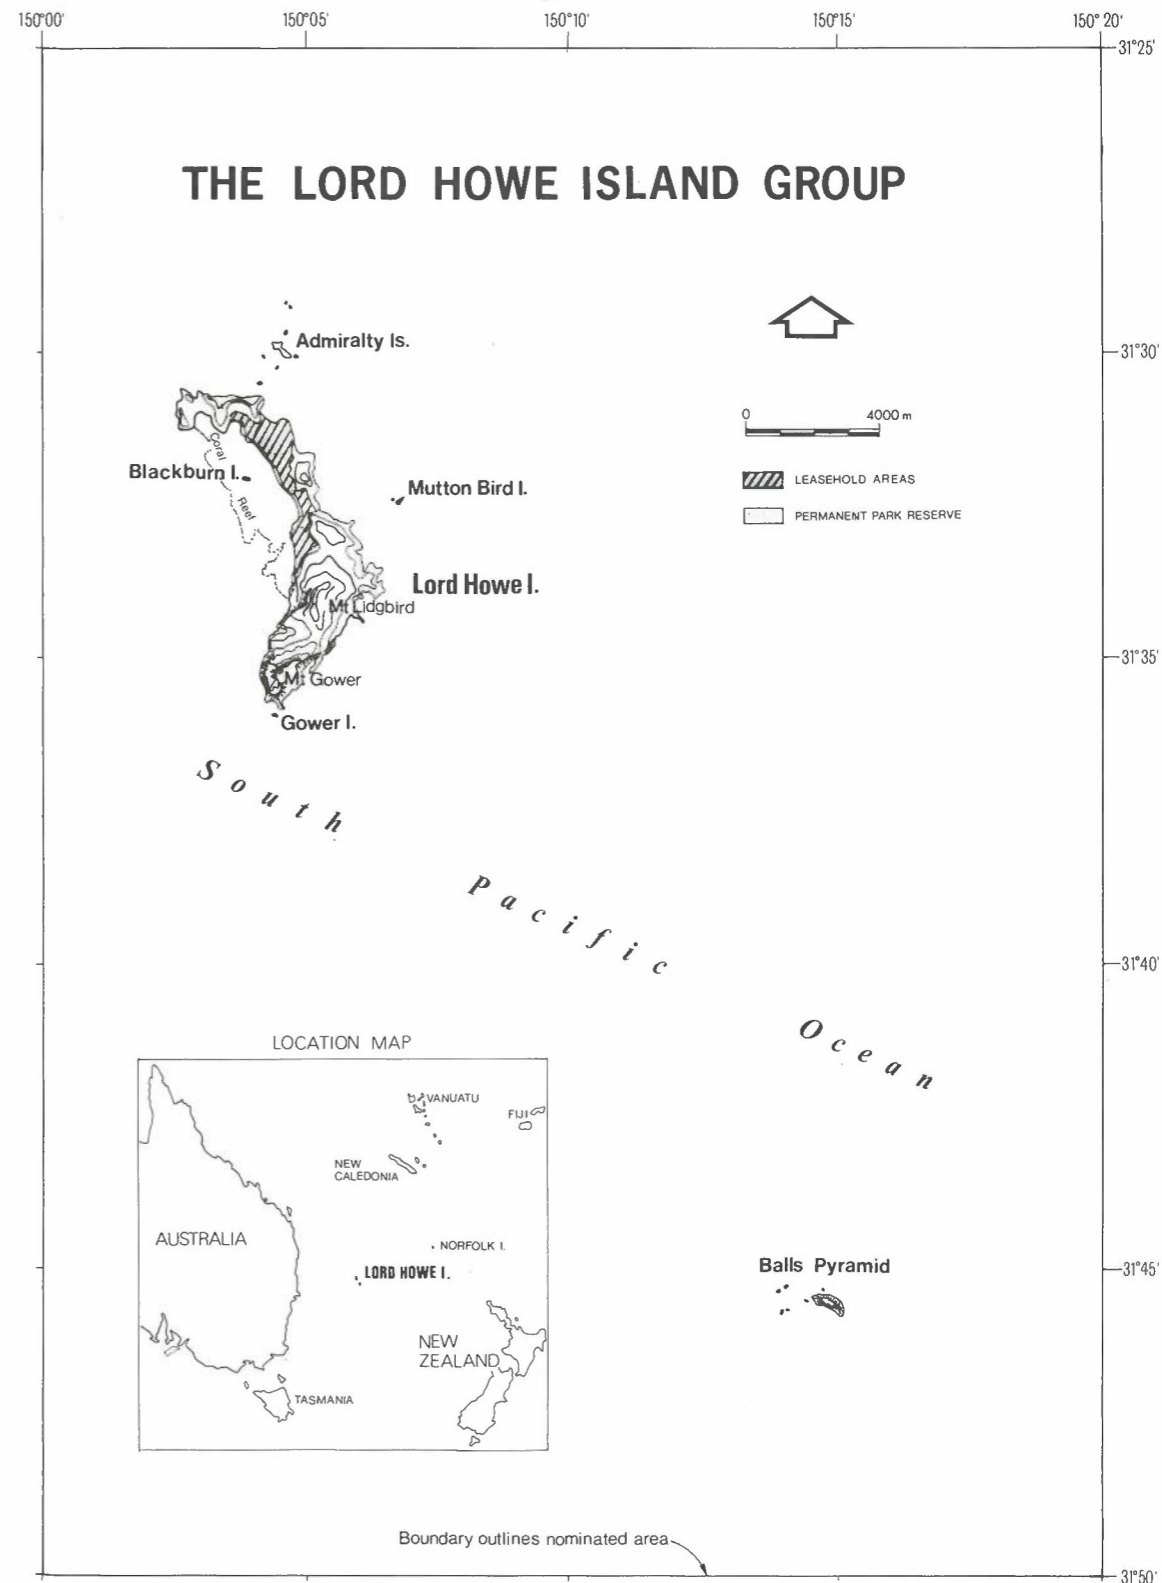 150°00' 150°05' 150°10' 150°15' 150°20'
31°25'
THE LORD HOWE ISLAND GROUP
Admiralty Is.
31°30'
0 4000 m
Coral
Reef
Blackburn I.
LEASEHOLD AREAS
Mutton Bird I.
PERMANENT PARK RESERVE
Lord Howe I.
Mt Lidgbird
31°35'
Mt Gower
Gower I.
South
Pacific
31°40'
Ocean
LOCATION MAP
VANUATU
FIJI
NEW
CALEDONIA
AUSTRALIA
NORFOLK I.
LORD HOWE I.
Balls Pyramid
31°45'
NEW
ZEALAND
TASMANIA
Boundary outlines nominated area
31°50'